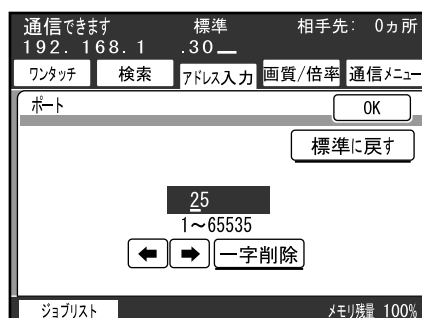 通信できます 標準 相手先: 0ヵ所
192. 168. 1 .30
ワンタッチ 検索 アドレス入力 画質/倍率 通信メニュー
ポート OK
標準に戻す
25
1～65535
← → 一字削除
ジョブリスト メモリ残量 100%